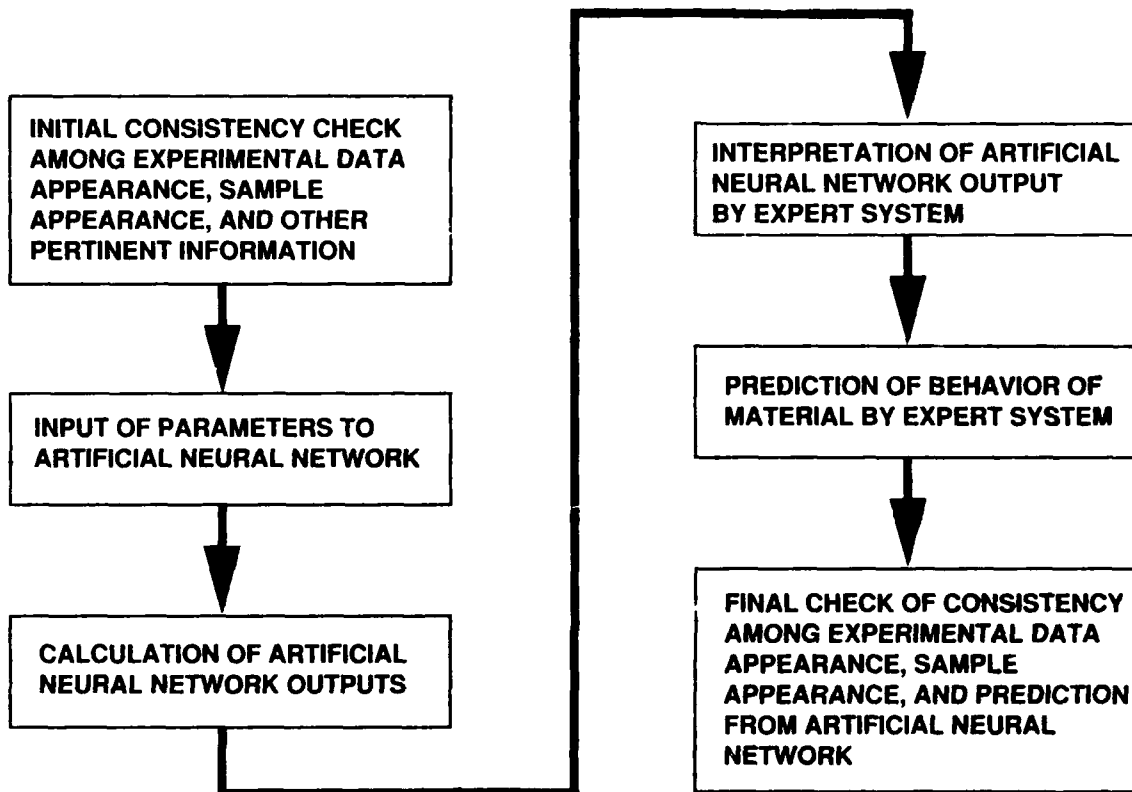 INITIAL CONSISTENCY CHECK
AMONG EXPERIMENTAL DATA
APPEARANCE, SAMPLE
APPEARANCE, AND OTHER
PERTINENT INFORMATION
INPUT OF PARAMETERS TO
ARTIFICIAL NEURAL NETWORK
CALCULATION OF ARTIFICIAL
NEURAL NETWORK OUTPUTS
INTERPRETATION OF ARTIFICIAL
NEURAL NETWORK OUTPUT
BY EXPERT SYSTEM
PREDICTION OF BEHAVIOR OF
MATERIAL BY EXPERT SYSTEM
FINAL CHECK OF CONSISTENCY
AMONG EXPERIMENTAL DATA
APPEARANCE, SAMPLE
APPEARANCE, AND PREDICTION
FROM ARTIFICIAL NEURAL
NETWORK